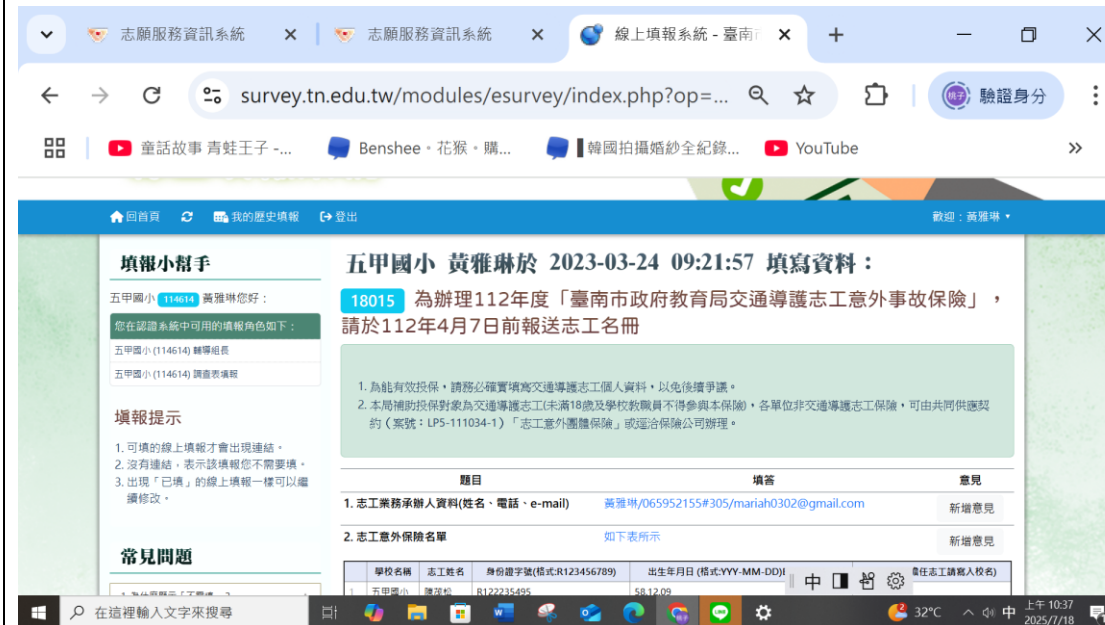 志願服務資訊系統
志願服務資訊系統
線上填報系統 - 臺南
survey.tn.edu.tw/modules/esurvey/index.php?op=...
桃子 驗證身分
童話故事 青蛙王子 -...
Benshee。花猴。購...
▌韓國拍攝婚紗全紀錄...
YouTube
回首頁
我的歷史填報
登出
歡迎：黃雅琳
填報小幫手
五甲國小 114614 黃雅琳您好：
您在認證系統中可用的填報角色如下：
五甲國小 (114614) 輔導組長
五甲國小 (114614) 調查表填報
填報提示
1. 可填的線上填報才會出現連結。
2. 沒有連結，表示該填報您不需要填。
3. 出現「已填」的線上填報一樣可以繼
續修改。
常見問題
五甲國小 黃雅琳於 2023-03-24 09:21:57 填寫資料：
18015 為辦理112年度「臺南市政府教育局交通導護志工意外事故保險」，
請於112年4月7日前報送志工名冊
1. 為能有效投保，請務必確實填寫交通導護志工個人資料，以免後續爭議。
2. 本局補助投保對象為交通導護志工(未滿18歲及學校教職員不得參與本保險)，各單位非交通導護志工保險，可由共同供應契
約（案號：LP5-111034-1）「志工意外團體保險」或逕洽保險公司辦理。
題目 填答 意見
1. 志工業務承辦人資料(姓名、電話、e-mail) 黃雅琳/065952155#305/mariah0302@gmail.com 新增意見
2. 志工意外保險名單 如下表所示 新增意見
學校名稱 志工姓名 身份證字號(格式:R123456789) 出生年月日 (格式:YYY-MM-DD) 擔任志工請寫入校名)
1 五甲國小 陳茂松 R122235495 58.12.09
中
在這裡輸入文字來搜尋
32°C
中
上午 10:37
2025/7/18